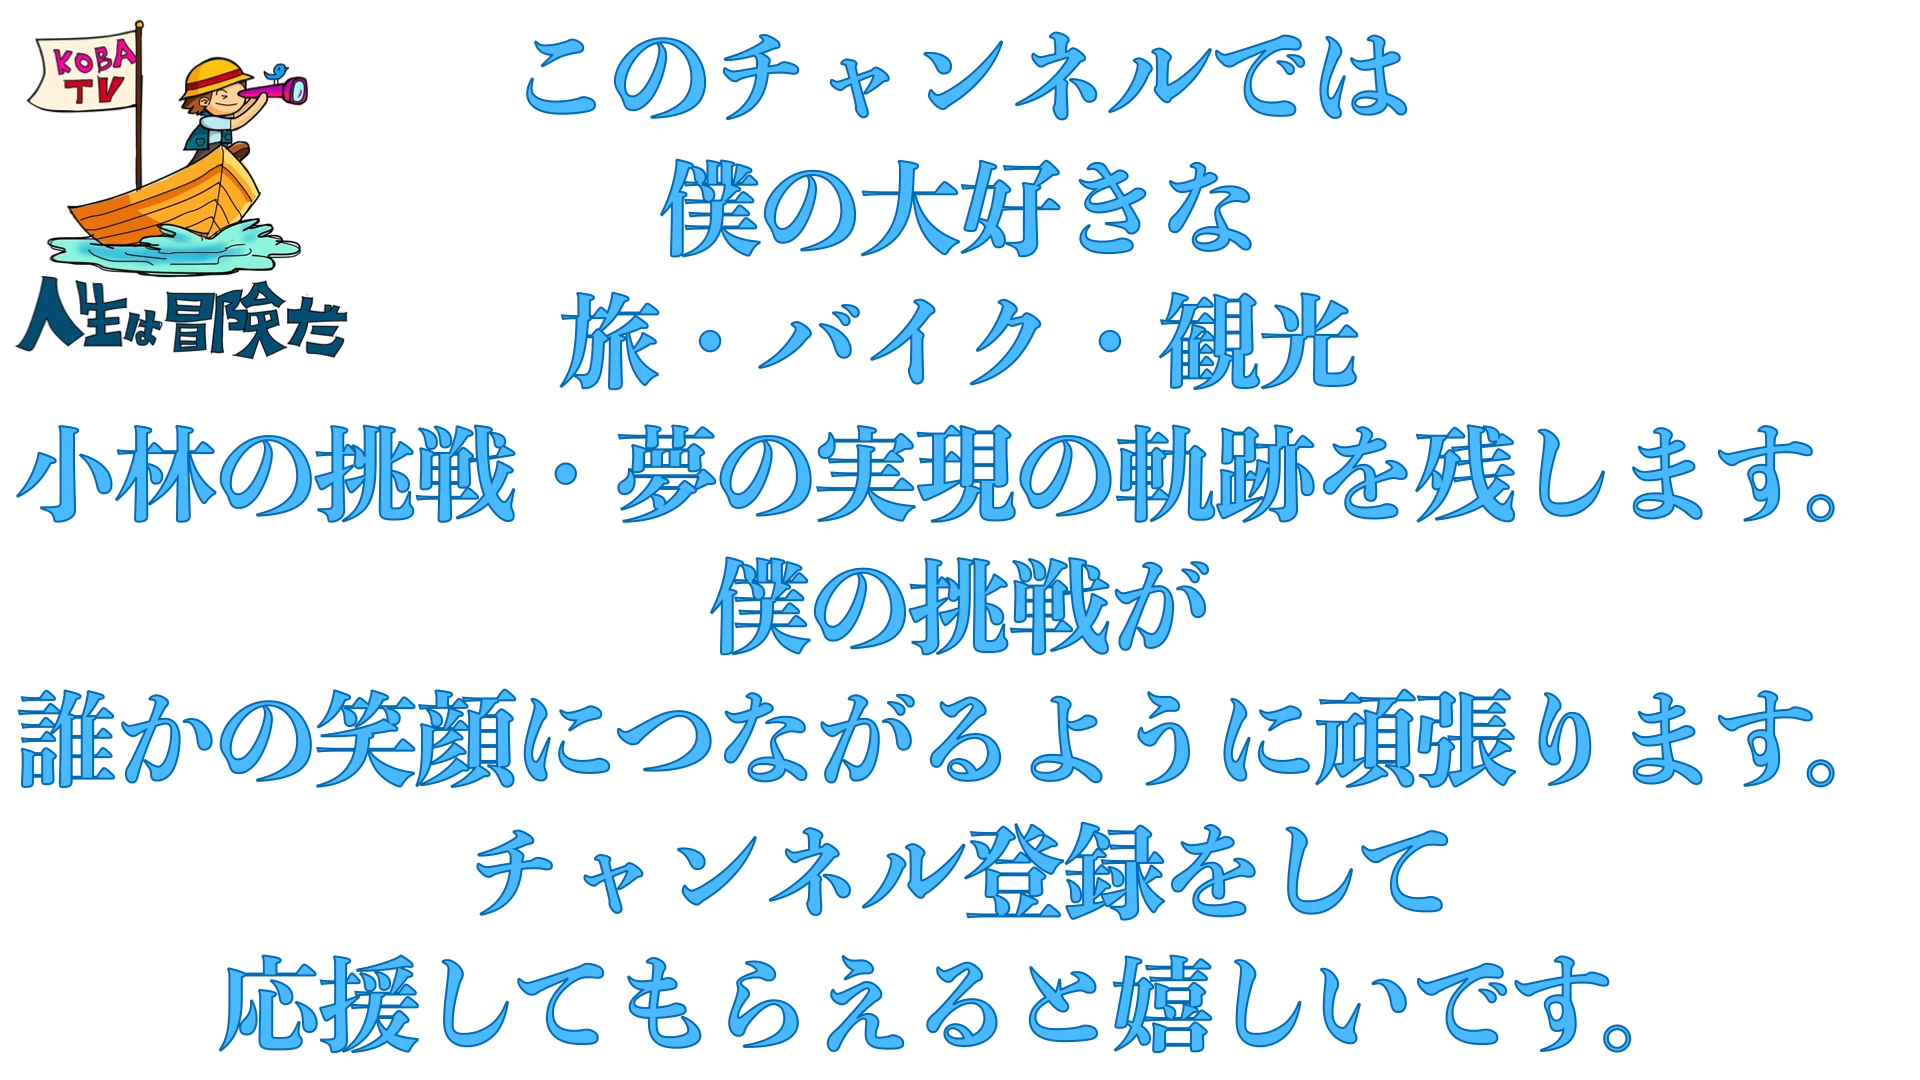 KOBA
TV
人生は冒険だ
このチャンネルでは
僕の大好きな
旅・バイク・観光
小林の挑戦・夢の実現の軌跡を残します。
僕の挑戦が
誰かの笑顔につながるように頑張ります。
チャンネル登録をして
応援してもらえると嬉しいです。